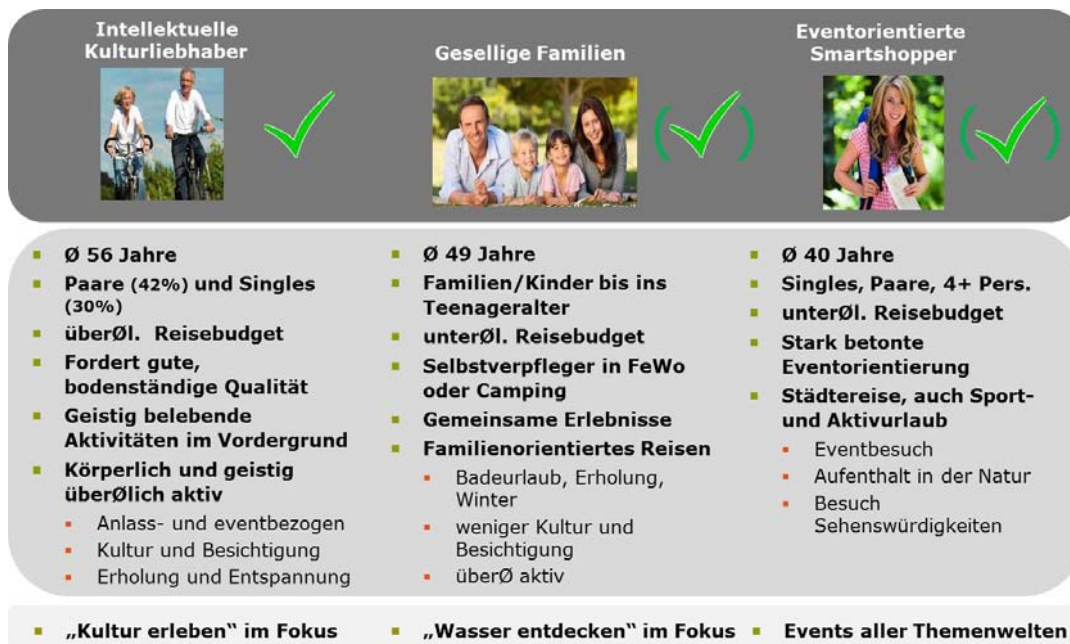 Intellektuelle
Kulturliebhaber
Gesellige Familien
Eventorientierte
Smartshopper
Ø 56 Jahre
Paare (42%) und Singles
(30%)
überØl. Reisebudget
Fordert gute,
bodenständige Qualität
Geistig belebende
Aktivitäten im Vordergrund
Körperlich und geistig
überØlich aktiv
Anlass- und eventbezogen
Kultur und Besichtigung
Erholung und Entspannung
Ø 49 Jahre
Familien/Kinder bis ins
Teenageralter
unterØl. Reisebudget
Selbstverpfleger in FeWo
oder Camping
Gemeinsame Erlebnisse
Familienorientiertes Reisen
Badeurlaub, Erholung,
Winter
weniger Kultur und
Besichtigung
überØ aktiv
Ø 40 Jahre
Singles, Paare, 4+ Pers.
unterØl. Reisebudget
Stark betonte
Eventorientierung
Städtereise, auch Sport-
und Aktivurlaub
Eventbesuch
Aufenthalt in der Natur
Besuch
Sehenswürdigkeiten
„Kultur erleben“ im Fokus
„Wasser entdecken“ im Fokus
Events aller Themenwelten